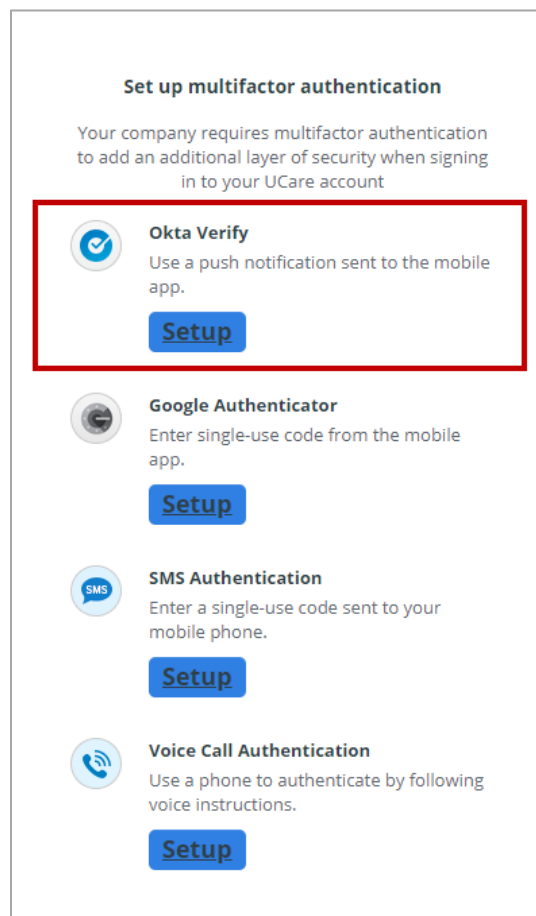 Set up multifactor authentication
Your company requires multifactor authentication
to add an additional layer of security when signing
in to your UCare account
Okta Verify
Use a push notification sent to the mobile
app.
Setup
Google Authenticator
Enter single-use code from the mobile
app.
Setup
SMS
SMS Authentication
Enter a single-use code sent to your
mobile phone.
Setup
Voice Call Authentication
Use a phone to authenticate by following
voice instructions.
Setup